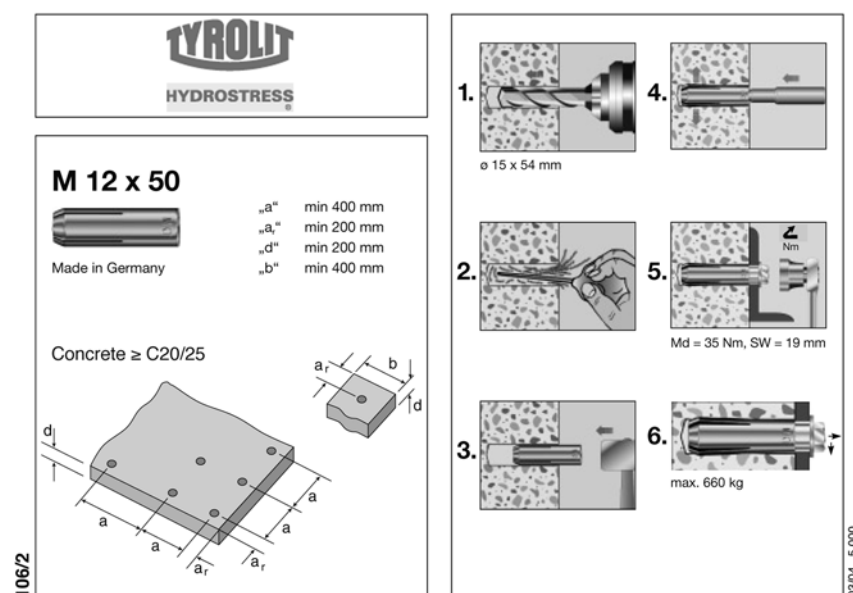 TYROLIT
HYDROSTRESS
®
M 12 x 50
Made in Germany
„a“ min 400 mm
„aᵣ“ min 200 mm
„d“ min 200 mm
„b“ min 400 mm
Concrete ≥ C20/25
aᵣ
b
d
d
a
a
aᵣ
aᵣ
a
a
106/2
1.
ø 15 x 54 mm
2.
3.
4.
5.
Nm
Md = 35 Nm, SW = 19 mm
6.
max. 660 kg